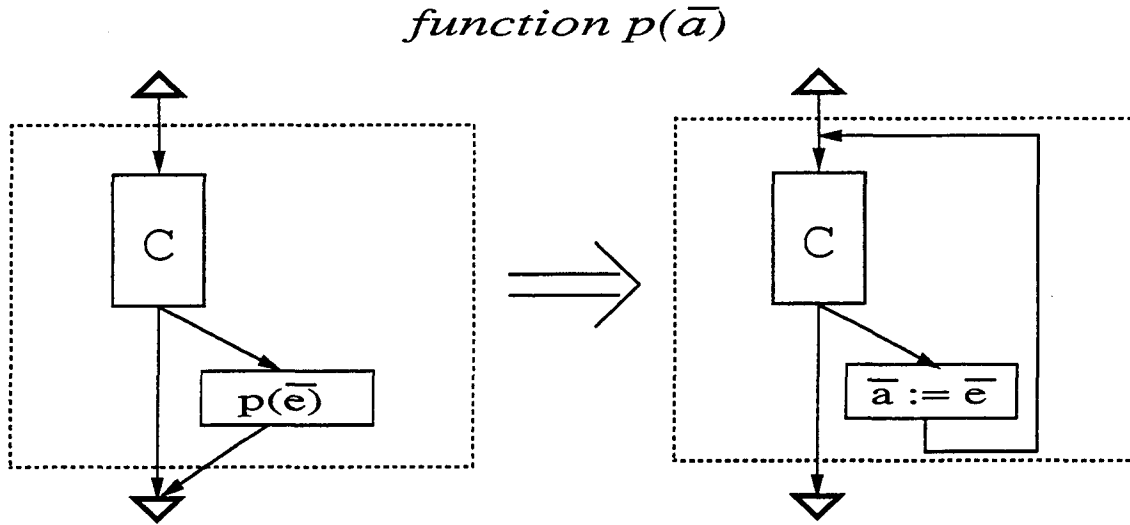 function p(a̅)
C
p(e̅)
C
a̅ := e̅